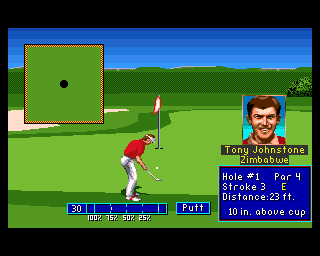 Tony Johnstone
Zimbabwe
Hole #1 Par 4
Stroke 3 E
Distance:23 ft.
10 in. above cup
30
Putt
100% 75% 50% 25%